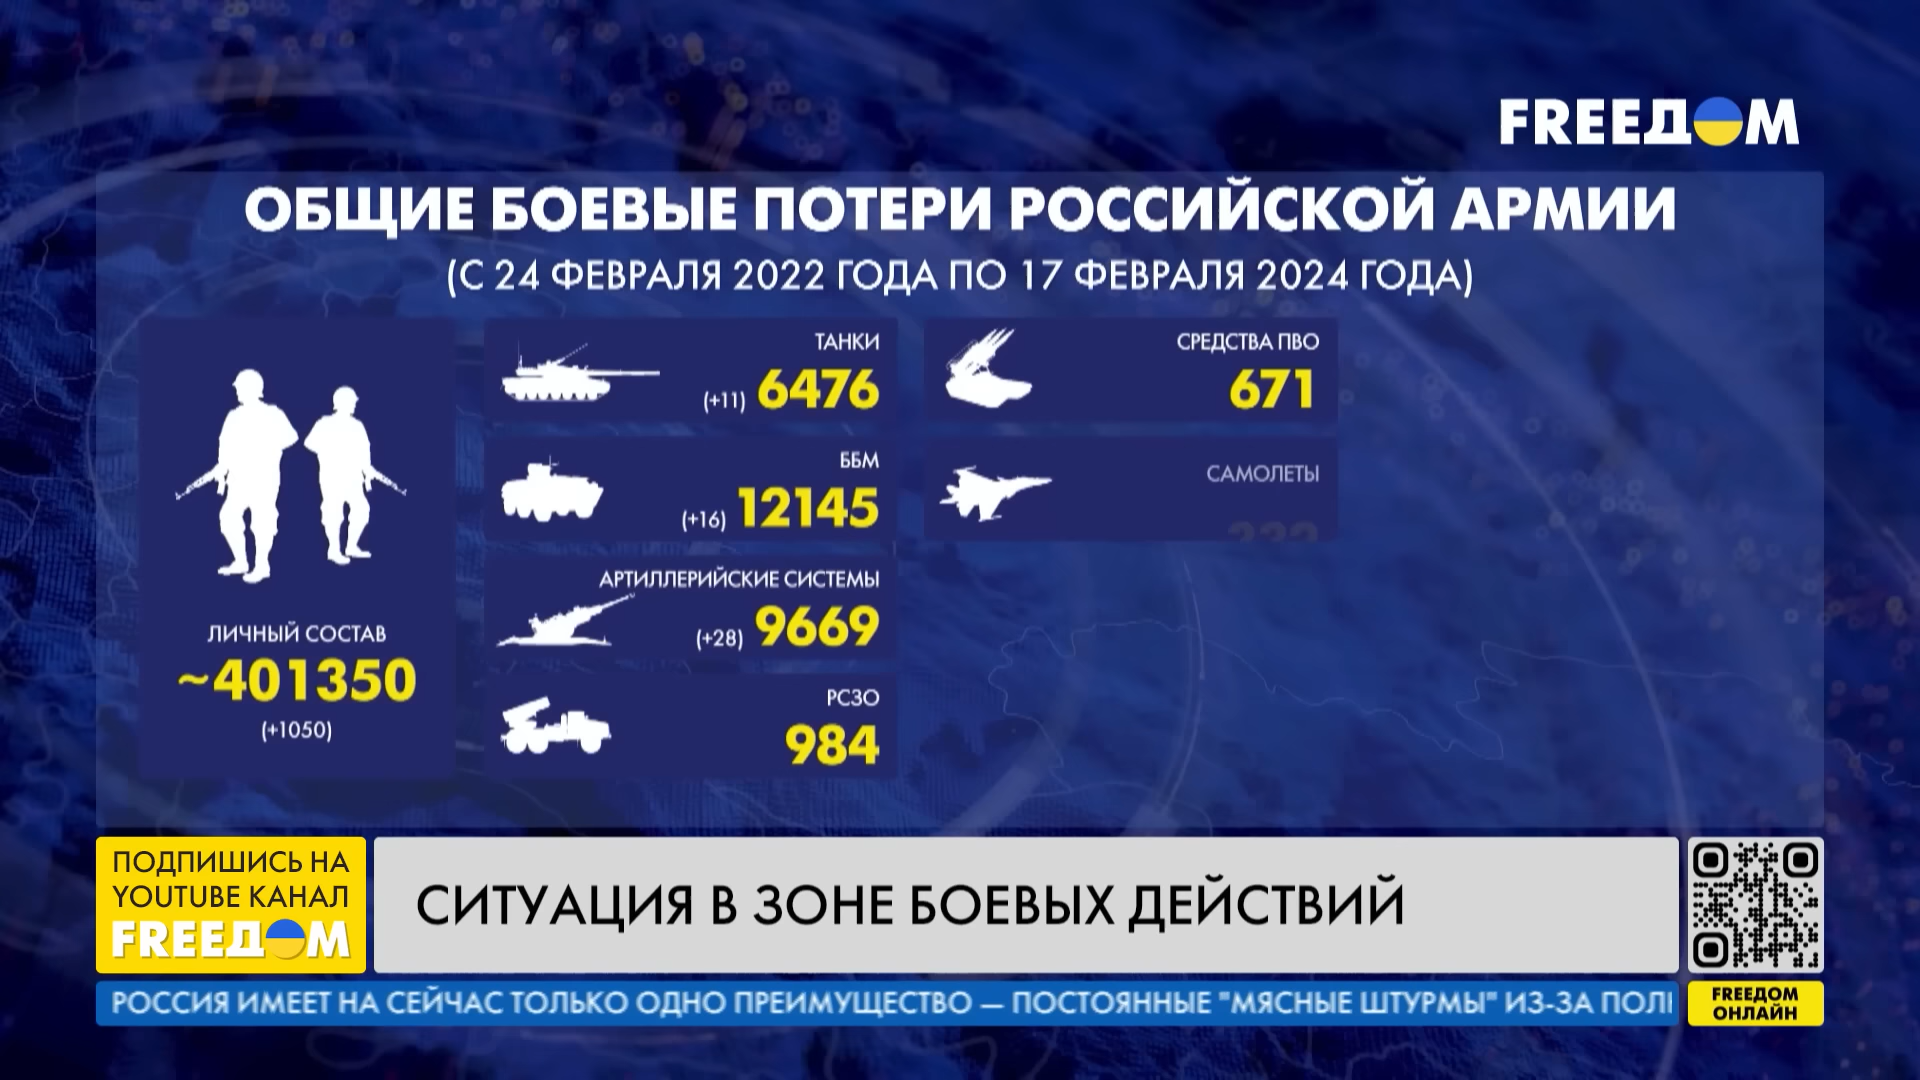 FREEДOM
ОБЩИЕ БОЕВЫЕ ПОТЕРИ РОССИЙСКОЙ АРМИИ
(С 24 ФЕВРАЛЯ 2022 ГОДА ПО 17 ФЕВРАЛЯ 2024 ГОДА)
ЛИЧНЫЙ СОСТАВ
~401350
(+1050)
ТАНКИ
(+11) 6476
ББМ
(+16) 12145
АРТИЛЛЕРИЙСКИЕ СИСТЕМЫ
(+28) 9669
РСЗО
984
СРЕДСТВА ПВО
671
САМОЛЕТЫ
ПОДПИШИСЬ НА
YOUTUBE КАНАЛ
FREEДOM
СИТУАЦИЯ В ЗОНЕ БОЕВЫХ ДЕЙСТВИЙ
РОССИЯ ИМЕЕТ НА СЕЙЧАС ТОЛЬКО ОДНО ПРЕИМУЩЕСТВО — ПОСТОЯННЫЕ "МЯСНЫЕ ШТУРМЫ" ИЗ-ЗА
FREEДOM
ОНЛАЙН